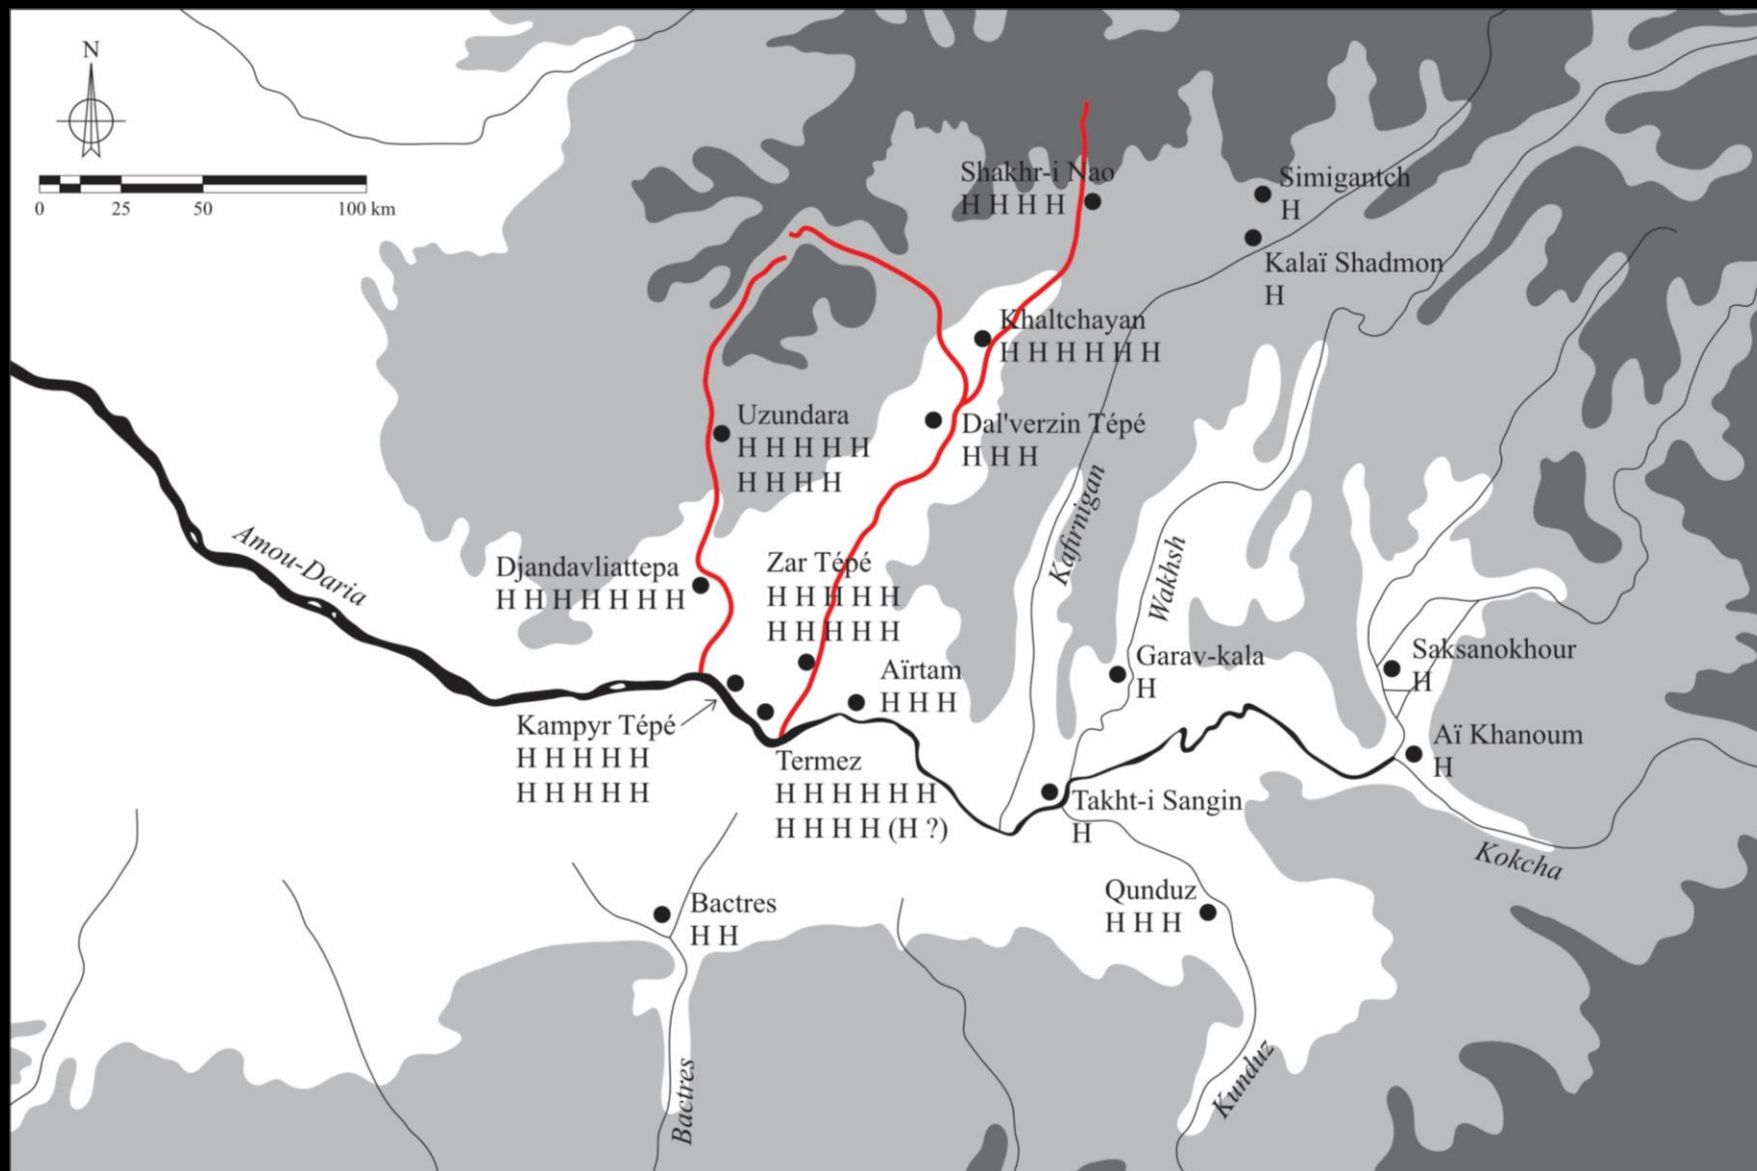 N
0 25 50 100 km
Shakhr-i Nao
H H H H
Simigantch
H
Kalaï Shadmon
H
Khaltchayan
H H H H H H
Uzundara
H H H H H
H H H H
Dal'verzin Tépé
H H H
Kafirnigan
Wakhsh
Amou-Daria
Djandavliattepa
H H H H H H H
Zar Tépé
H H H H H
H H H H H
Aïrtam
H H H
Garav-kala
H
Saksanokhour
H
Kampyr Tépé
H H H H H
H H H H H
Termez
H H H H H H
H H H H (H ?)
Aï Khanoum
H
Takht-i Sangin
H
Kokcha
Bactres
H H
Qunduz
H H H
Bactres
Kunduz